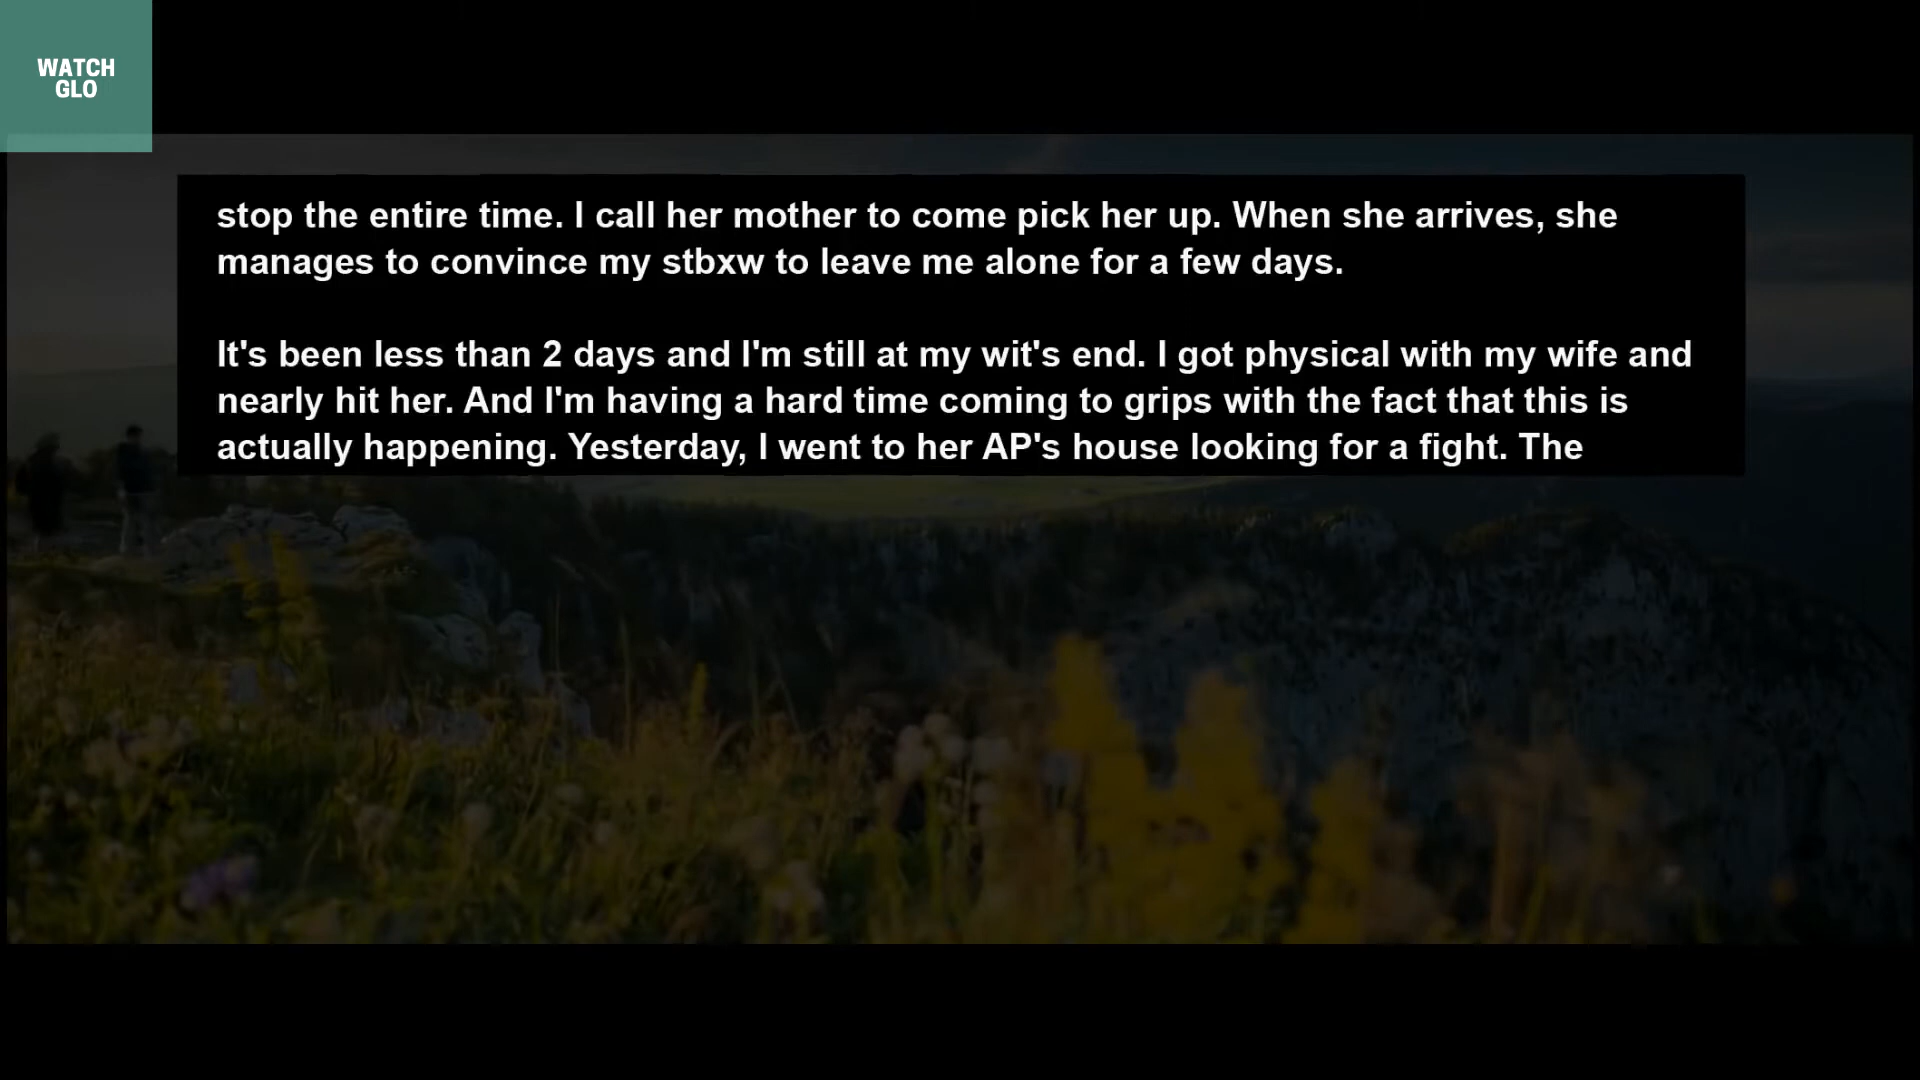 WATCH
GLO
stop the entire time. I call her mother to come pick her up. When she arrives, she
manages to convince my stbxw to leave me alone for a few days.
It's been less than 2 days and I'm still at my wit's end. I got physical with my wife and
nearly hit her. And I'm having a hard time coming to grips with the fact that this is
actually happening. Yesterday, I went to her AP's house looking for a fight. The